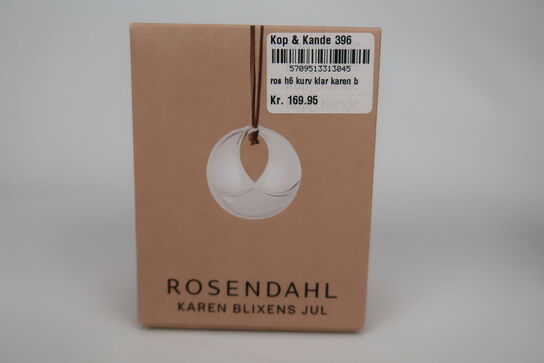 Kop & Kande 396
5709513313045
ros h6 kurv klar karen b
Kr. 169.95
ROSENDAHL
KAREN BLIXENS JUL